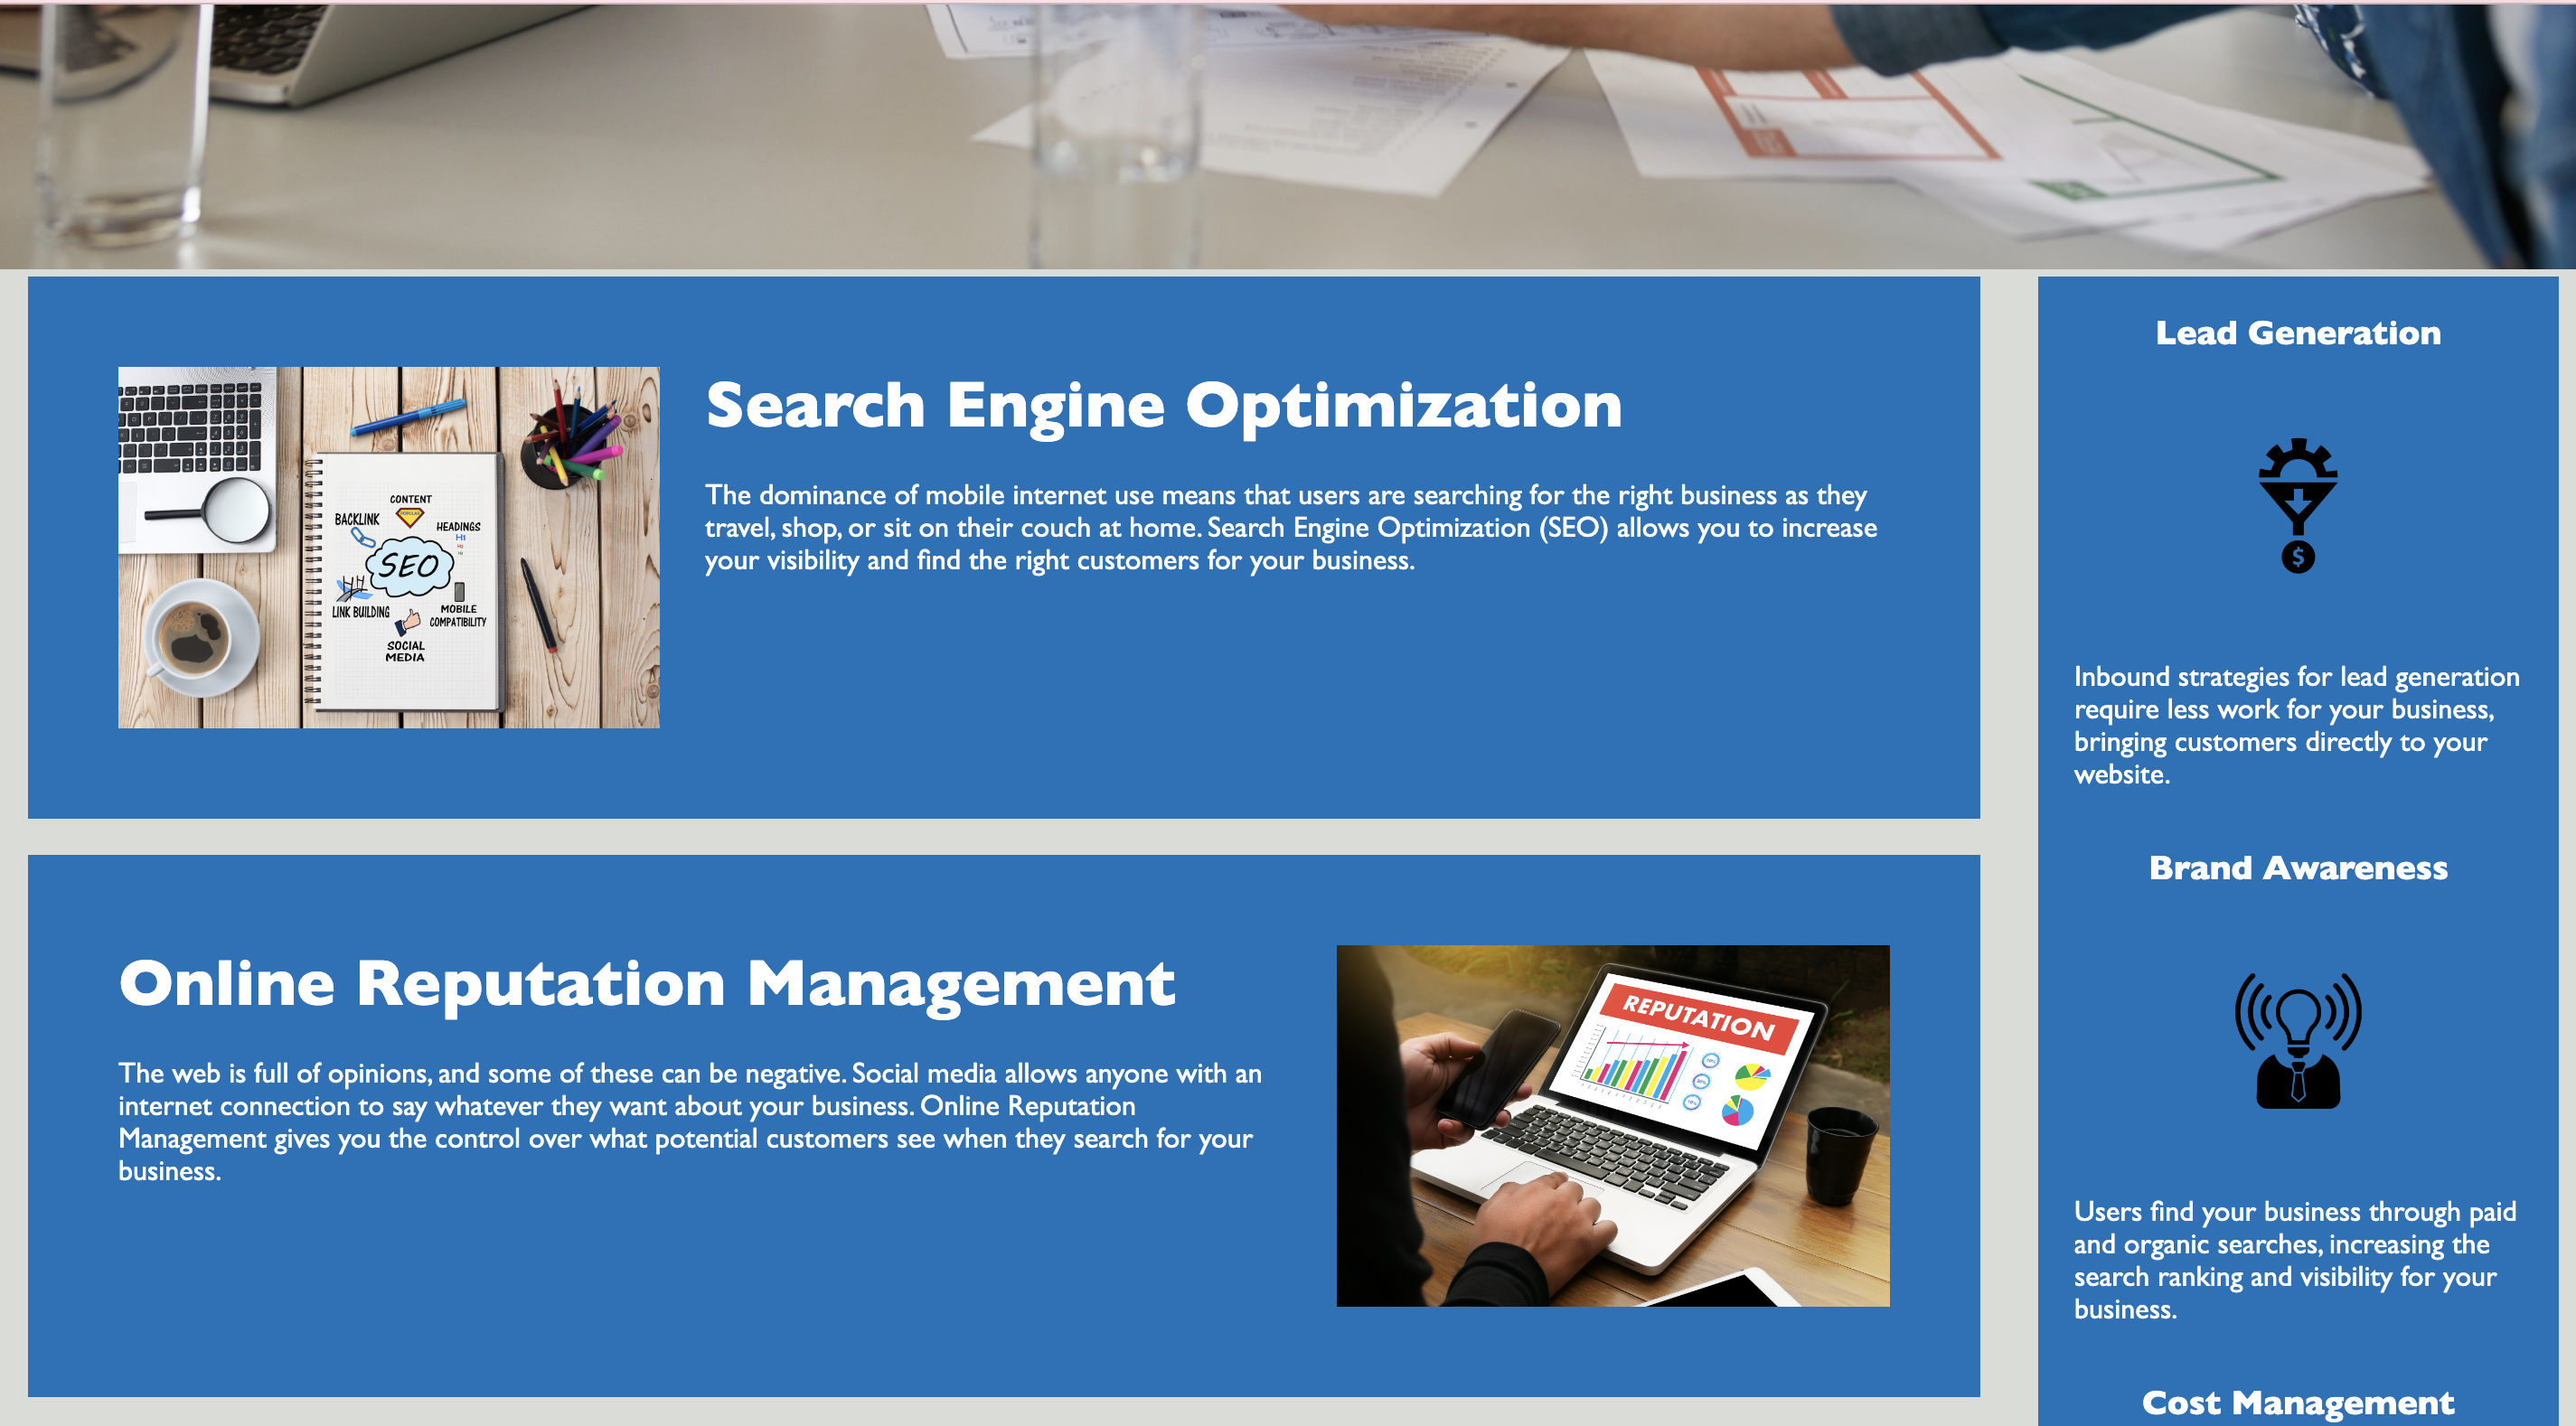 Search Engine Optimization
The dominance of mobile internet use means that users are searching for the right business as they
travel, shop, or sit on their couch at home. Search Engine Optimization (SEO) allows you to increase
your visibility and find the right customers for your business.
CONTENT
BACKLINK
HEADINGS
H1
SEO
LINK BUILDING
MOBILE
COMPATIBILITY
SOCIAL
MEDIA
Online Reputation Management
The web is full of opinions, and some of these can be negative. Social media allows anyone with an
internet connection to say whatever they want about your business. Online Reputation
Management gives you the control over what potential customers see when they search for your
business.
REPUTATION
Lead Generation
$
Inbound strategies for lead generation
require less work for your business,
bringing customers directly to your
website.
Brand Awareness
Users find your business through paid
and organic searches, increasing the
search ranking and visibility for your
business.
Cost Management